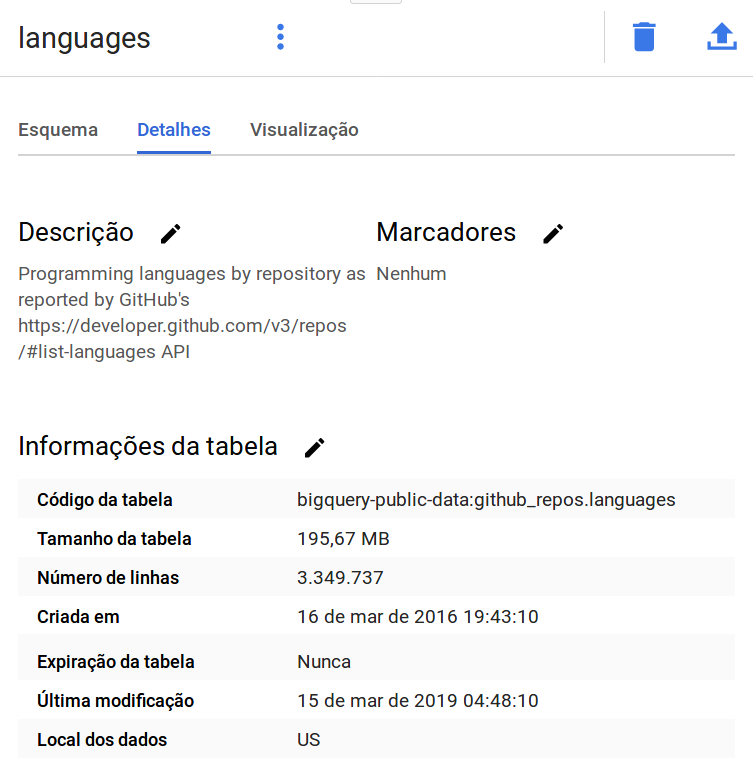 languages
Esquema Detalhes Visualização
Descrição
Programming languages by repository as
reported by GitHub's
https://developer.github.com/v3/repos
/#list-languages API
Marcadores
Nenhum
Informações da tabela
Código da tabela bigquery-public-data:github_repos.languages
Tamanho da tabela 195,67 MB
Número de linhas 3.349.737
Criada em 16 de mar de 2016 19:43:10
Expiração da tabela Nunca
Última modificação 15 de mar de 2019 04:48:10
Local dos dados US